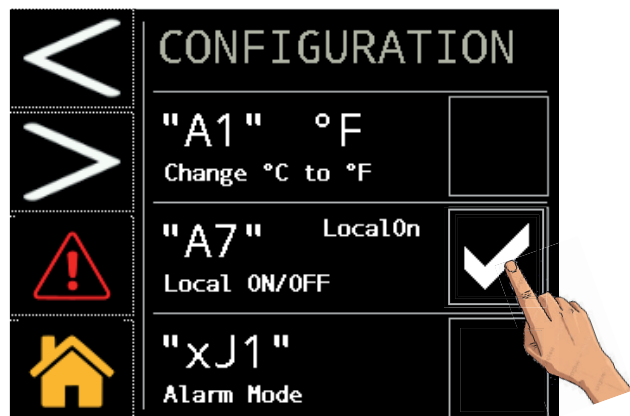 CONFIGURATION
"A1" °F
Change °C to °F
"A7" LocalOn
Local ON/OFF
"xJ1"
Alarm Mode